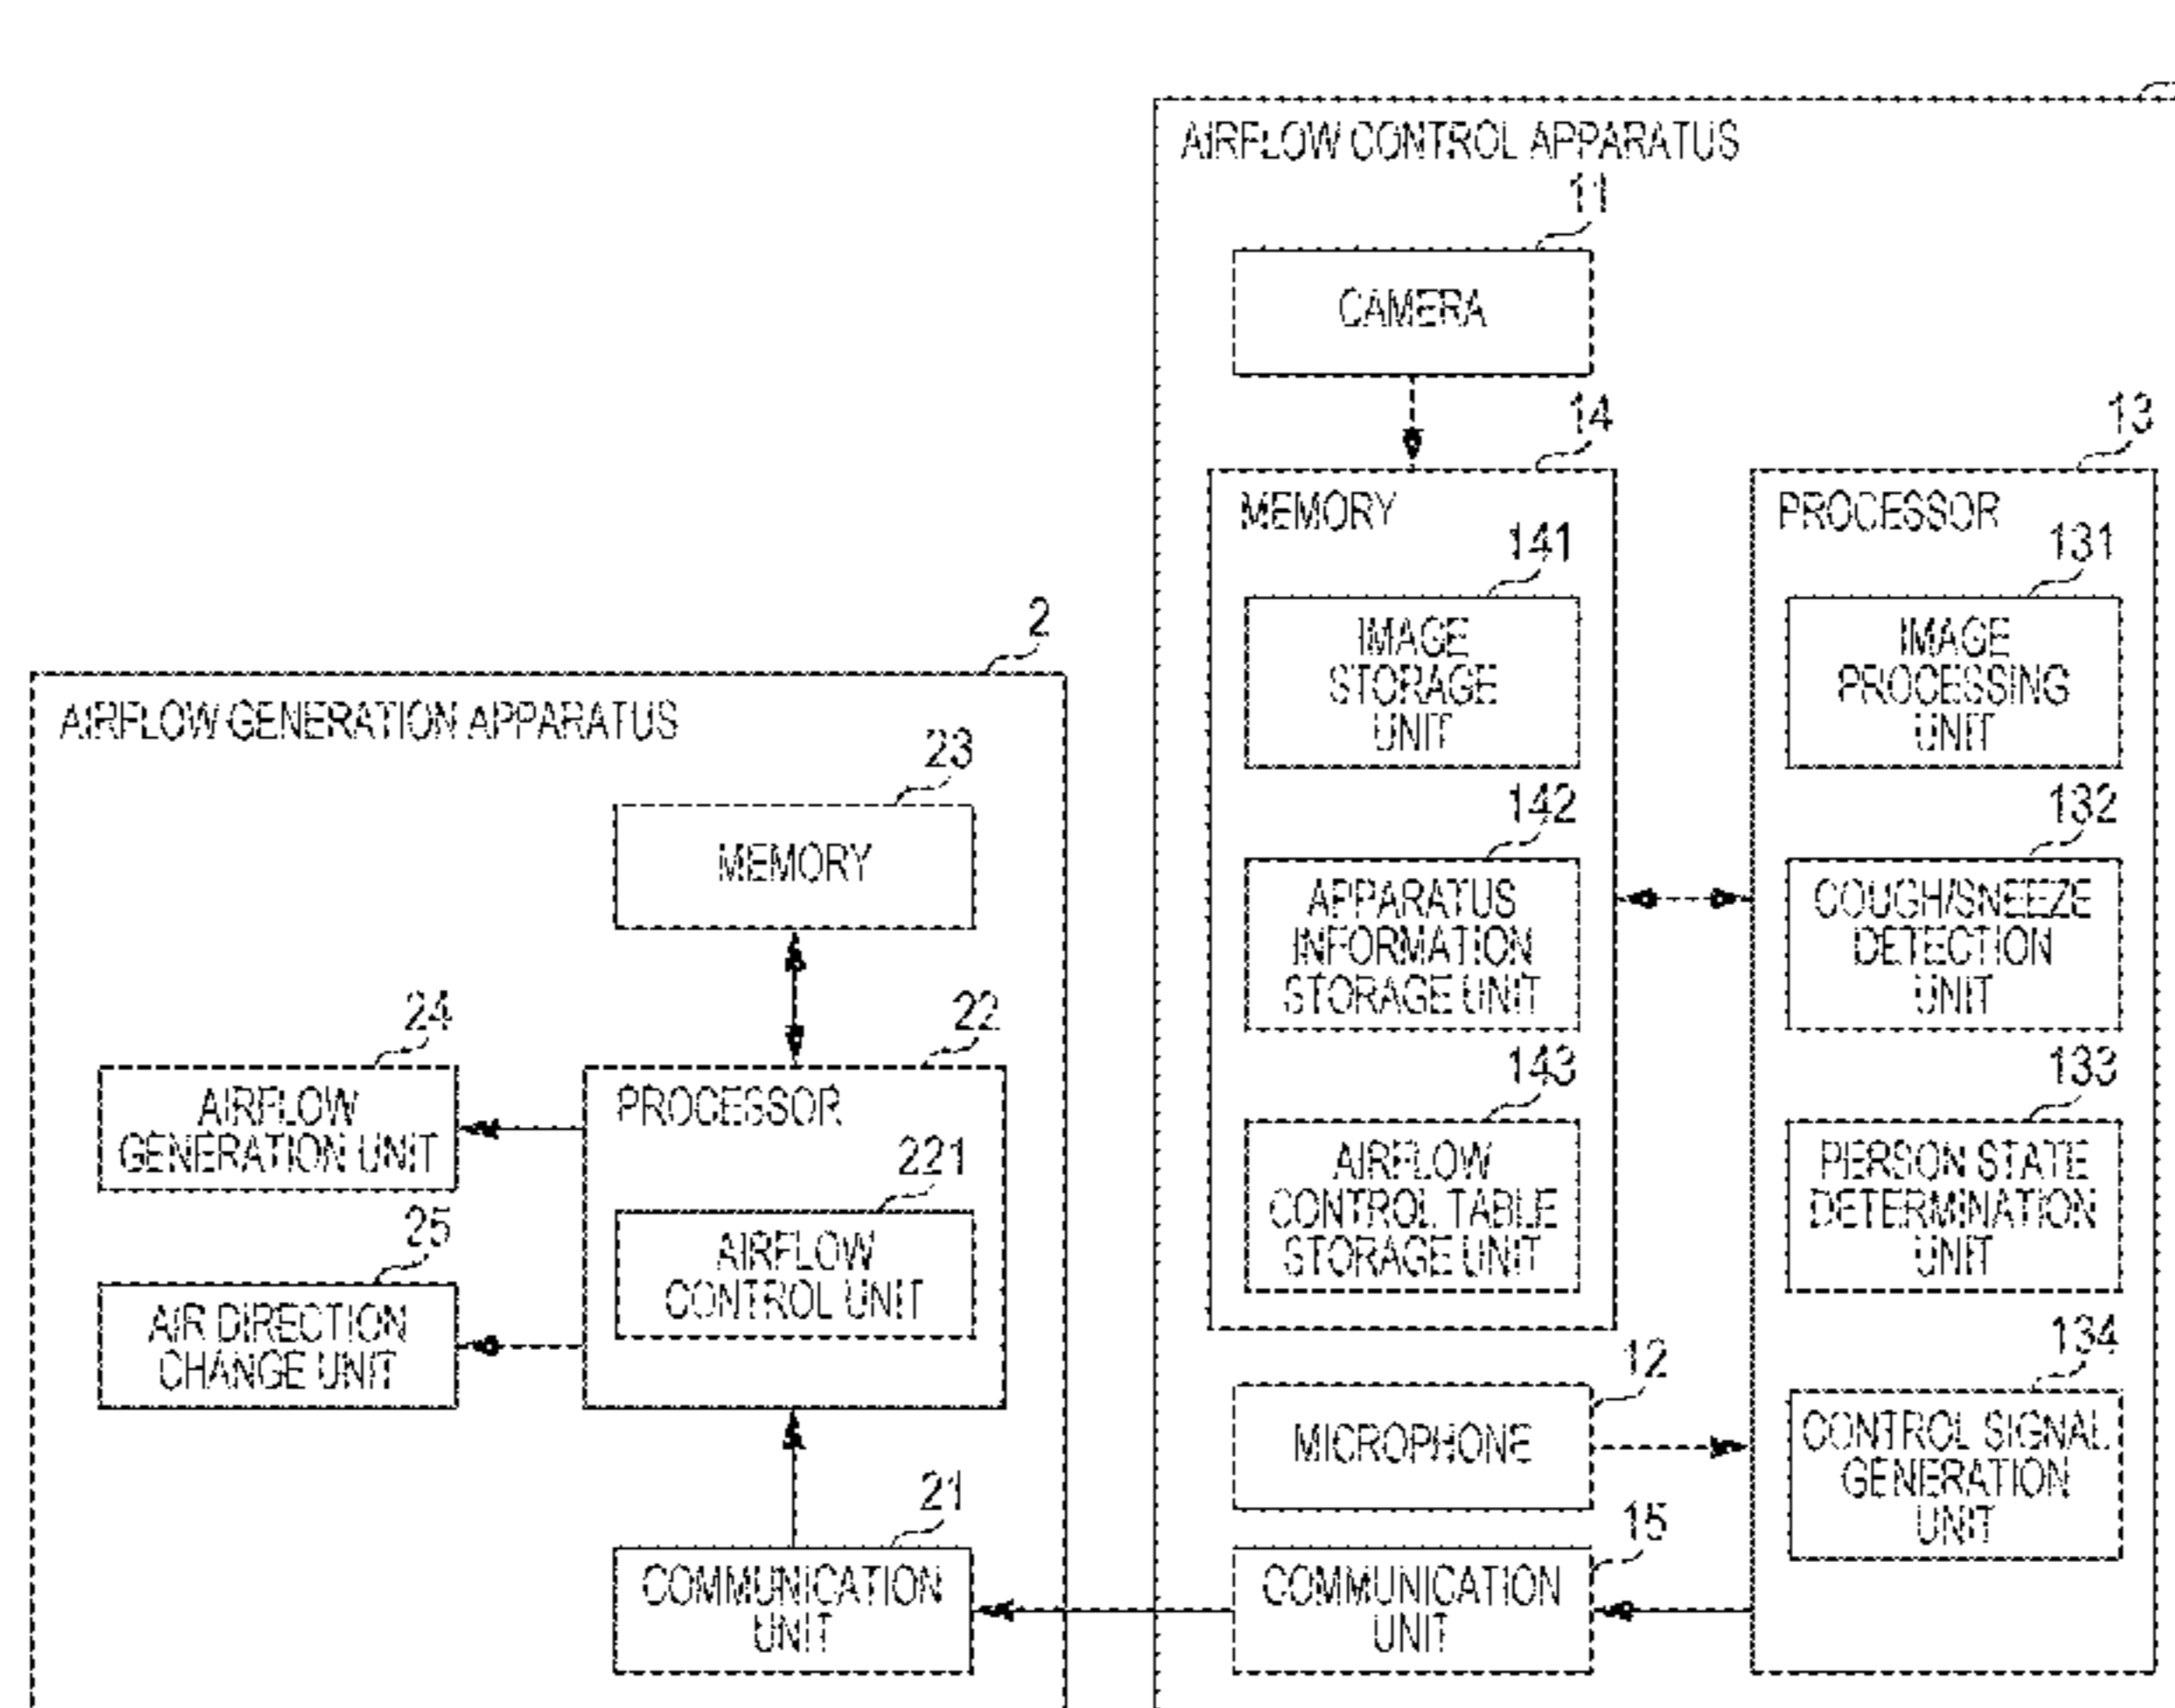 AIRFLOW CONTROL APPARATUS
11
CAMERA
14
MEMORY
141
IMAGE
STORAGE
UNIT
142
APPARATUS
INFORMATION
STORAGE UNIT
143
AIRFLOW
CONTROL TABLE
STORAGE UNIT
13
PROCESSOR
131
IMAGE
PROCESSING
UNIT
132
COUGH/SNEEZE
DETECTION
UNIT
133
PERSON STATE
DETERMINATION
UNIT
134
CONTROL SIGNAL
GENERATION
UNIT
12
MICROPHONE
15
COMMUNICATION
UNIT
2
AIRFLOW GENERATION APPARATUS
23
MEMORY
22
PROCESSOR
221
AIRFLOW
CONTROL UNIT
24
AIRFLOW
GENERATION UNIT
25
AIR DIRECTION
CHANGE UNIT
21
COMMUNICATION
UNIT